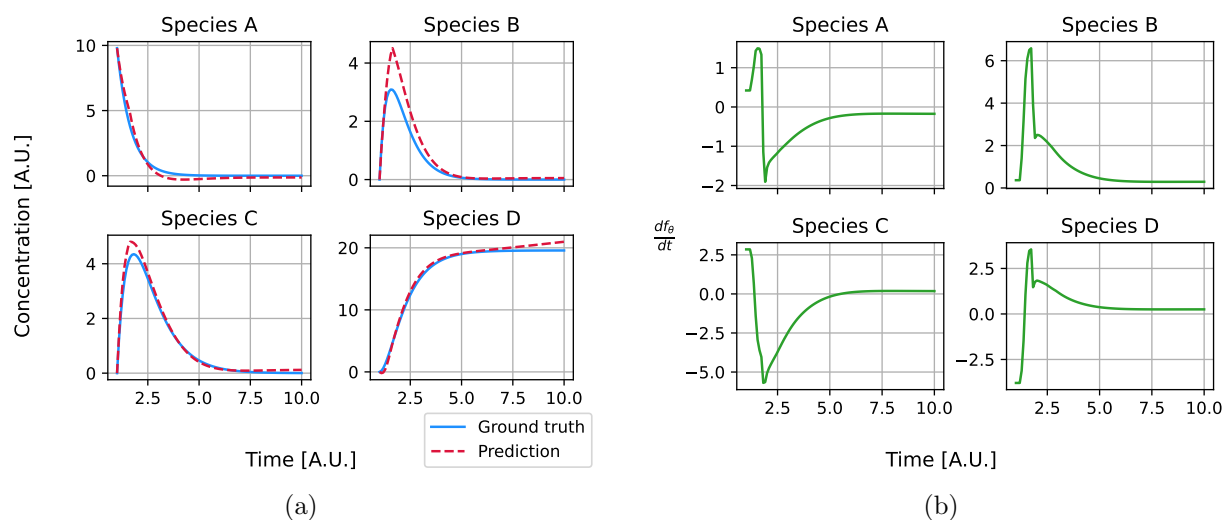 Species A
Species B
10
5
0
4
2
0
Species C
Species D
4
2
0
20
10
0
2.5 5.0 7.5 10.0
2.5 5.0 7.5 10.0
Concentration [A.U.]
Time [A.U.]
Ground truth
Prediction
(a)
Species A
Species B
1
0
−1
−2
6
4
2
0
Species C
Species D
2.5
0.0
−2.5
−5.0
2.5
0.0
−2.5
2.5 5.0 7.5 10.0
2.5 5.0 7.5 10.0
dfθ
dt
Time [A.U.]
(b)